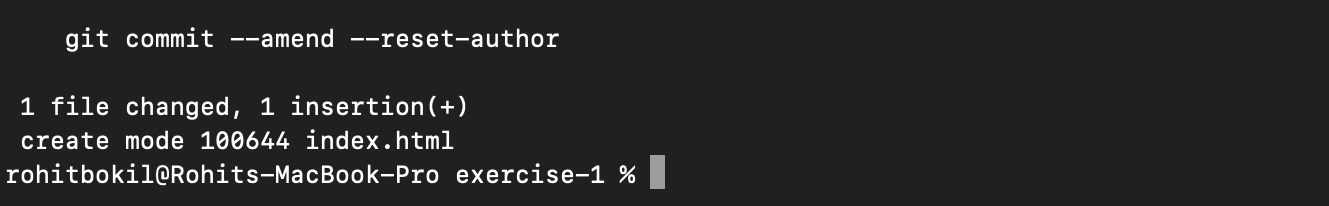 git commit --amend --reset-author
1 file changed, 1 insertion(+)
create mode 100644 index.html
rohitbokil@Rohits-MacBook-Pro exercise-1 %